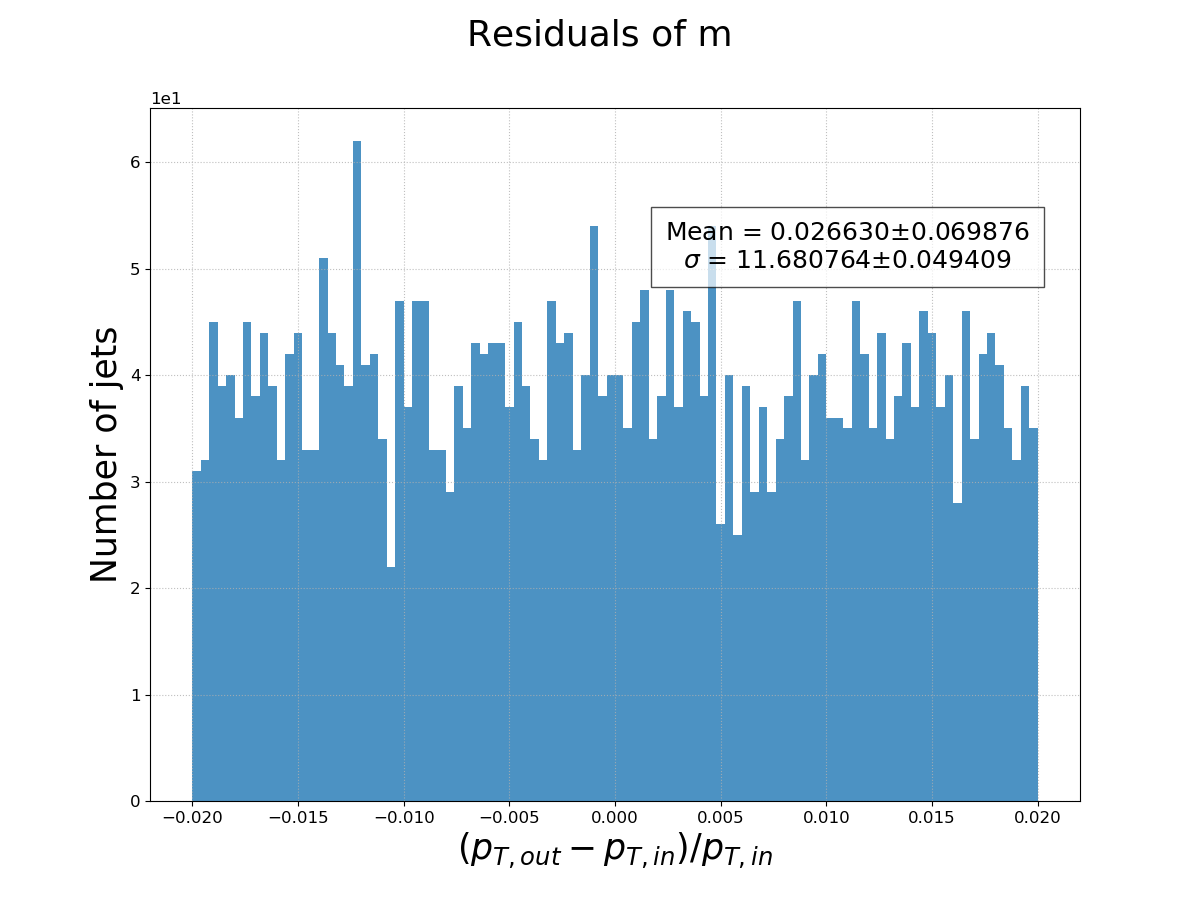 Residuals of m
1e1
6
5
4
3
2
1
0
Number of jets
Mean = 0.026630±0.069876
σ = 11.680764±0.049409
−0.020 −0.015 −0.010 −0.005 0.000 0.005 0.010 0.015 0.020
(p_{T,out} − p_{T,in})/p_{T,in}